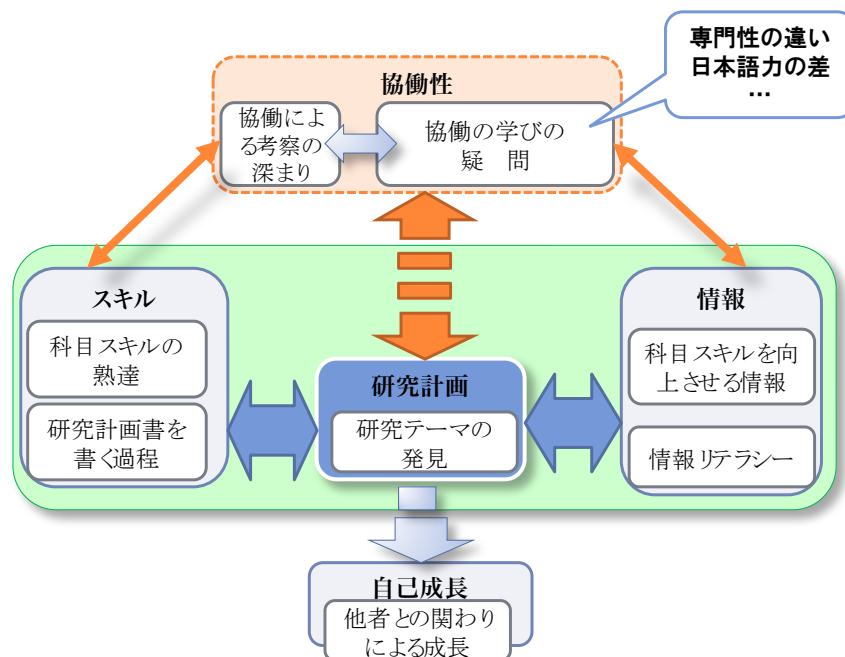 専門性の違い
日本語力の差
…
協働性
協働によ
る考察の
深まり
協働の学びの
疑　問
スキル
科目スキルの
熟達
研究計画書を
書く過程
研究計画
研究テーマの
発見
情報
科目スキルを向
上させる情報
情報リテラシー
自己成長
他者との関わり
による成長